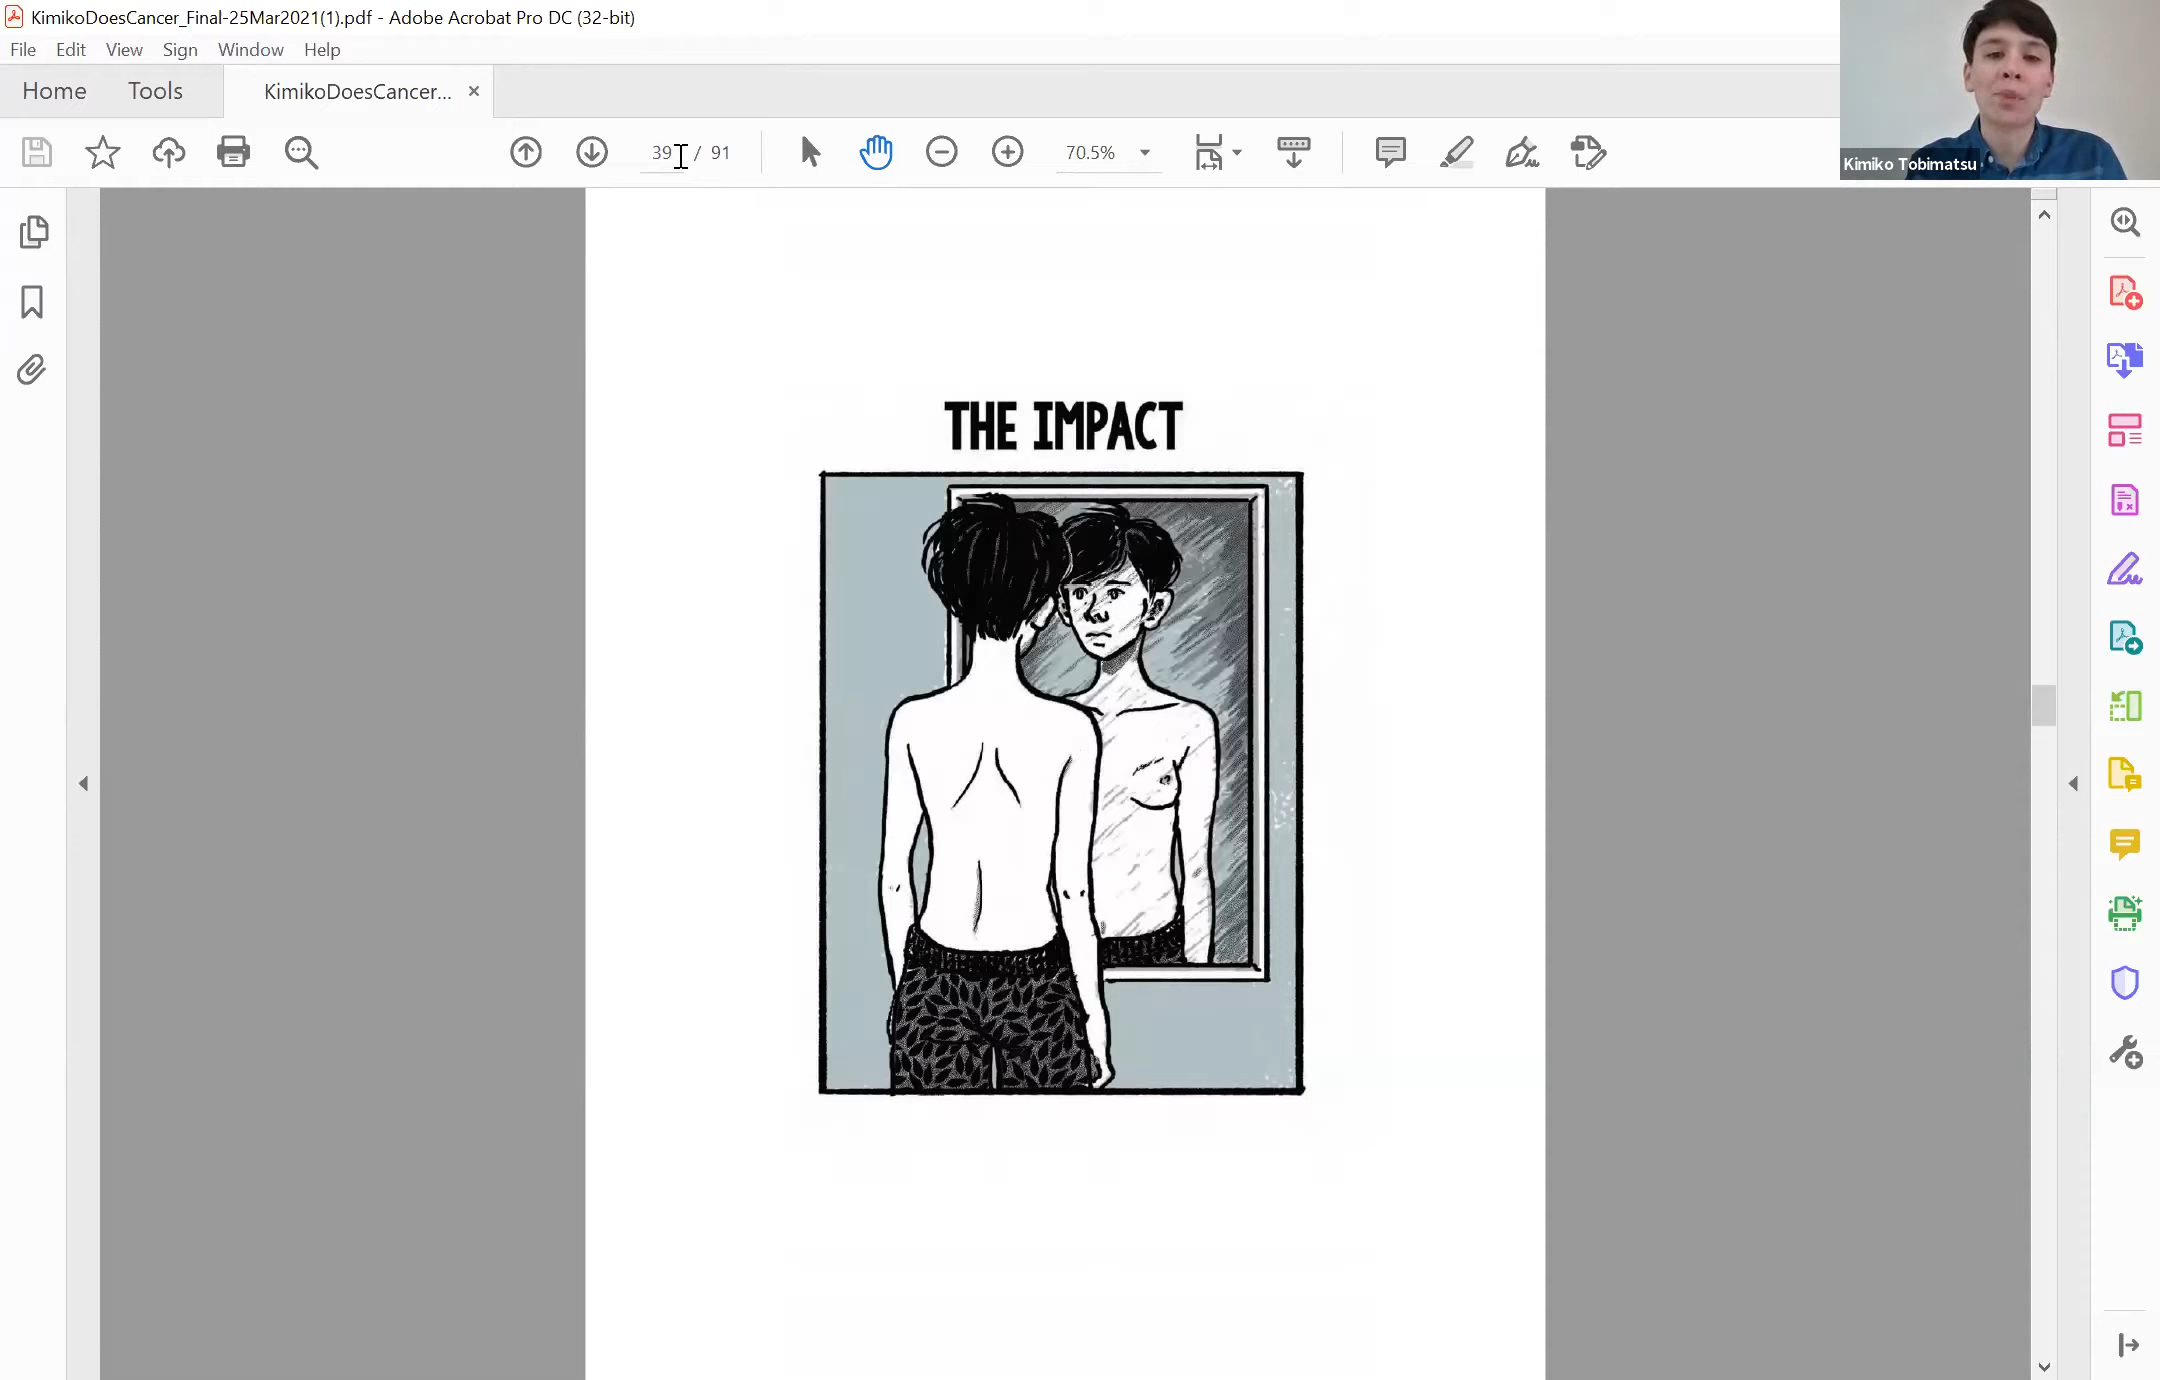 KimikoDoesCancer_Final-25Mar2021(1).pdf - Adobe Acrobat Pro DC (32-bit)
File Edit View Sign Window Help
Home Tools KimikoDoesCancer... ×
39 / 91 70.5%
Kimiko Tobimatsu
THE IMPACT